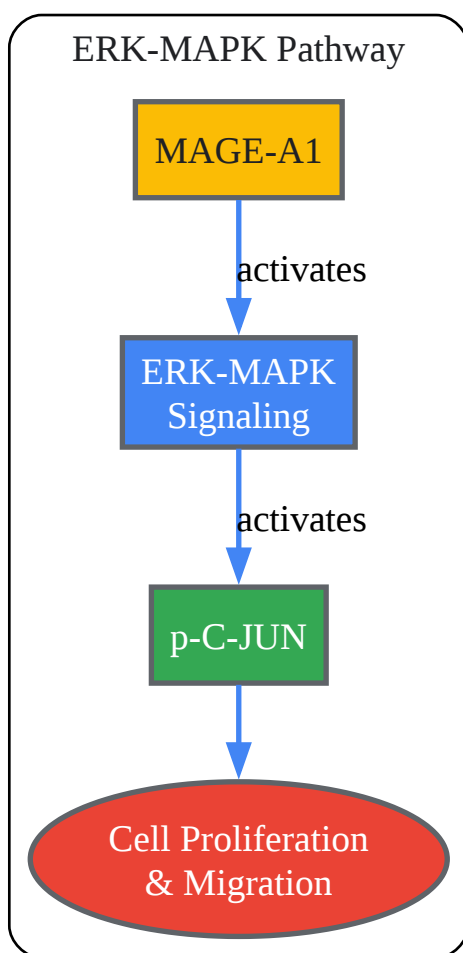 ERK-MAPK Pathway
MAGE-A1
activates
ERK-MAPK
Signaling
activates
p-C-JUN
Cell Proliferation
& Migration